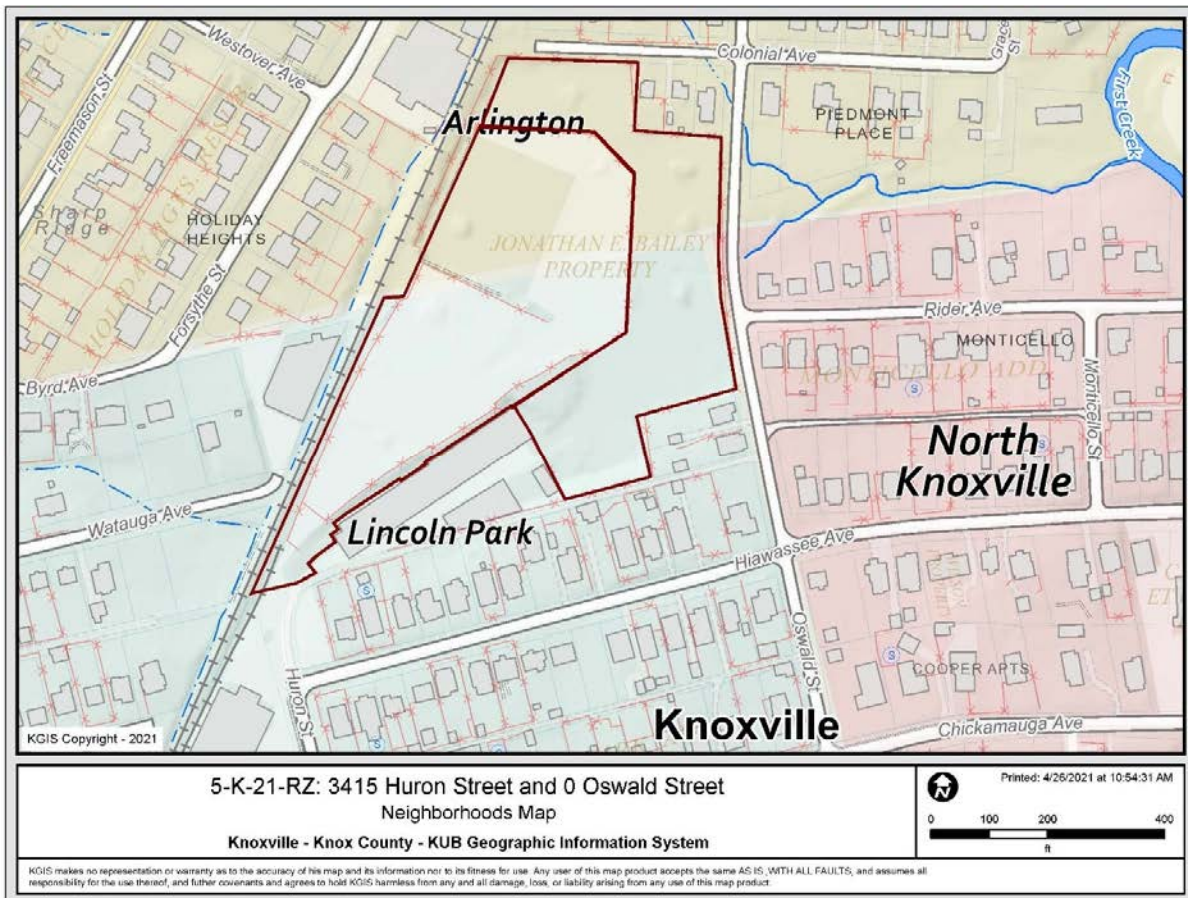 Westover Ave
Colonial Ave
Grace
St
Freemason St
Arlington
PIEDMONT
PLACE
First Creek
Sharp
Ridge
HOLIDAY
HEIGHTS
JONATHAN E. BAILEY
PROPERTY
Forsythe St
Rider Ave
MONTICELLO
MONTICELLO ADD
Monticello St
Byrd Ave
S
North
Knoxville
S
Watauga Ave
Lincoln Park
Hiawassee Ave
S
Oswald St
S
COOPER APTS
Huron St
Knoxville
Chickamauga Ave
S
S
KGIS Copyright - 2021
5-K-21-RZ: 3415 Huron Street and 0 Oswald Street
Neighborhoods Map
Knoxville - Knox County - KUB Geographic Information System
N
Printed: 4/26/2021 at 10:54:31 AM
0 100 200 400
ft
KGIS makes no representation or warranty as to the accuracy of his map and its information nor to its fitness for use. Any user of this map product accepts the same AS IS ,WITH ALL FAULTS, and assumes all
responsibility for the use thereof, and futher covenants and agrees to hold KGIS harmless from any and all damage, loss, or liability arising from any use of this map product.